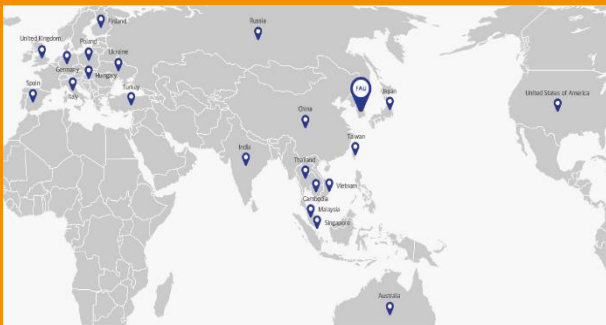 Finland
Russia
United Kingdom
Poland
Ukraine
Germany
Hungary
Spain
Italy
Turkey
FAU
Japan
United States of America
China
Taiwan
India
Thailand
Vietnam
Cambodia
Malaysia
Singapore
Australia